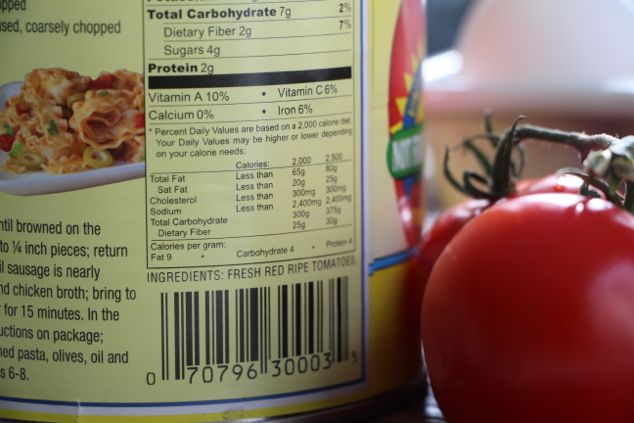 opped
used, coarsely chopped
Total Carbohydrate 7g 2%
Dietary Fiber 2g 7%
Sugars 4g
Protein 2g
Vitamin A 10% • Vitamin C 6%
Calcium 0% • Iron 6%
* Percent Daily Values are based on a 2,000 calorie diet.
Your Daily Values may be higher or lower depending
on your calorie needs:
Calories: 2,000 2,500
Total Fat Less than 65g 80g
Sat Fat Less than 20g 25g
Cholesterol Less than 300mg 300mg
Sodium Less than 2,400mg 2,400mg
Total Carbohydrate 300g 375g
Dietary Fiber 25g 30g
Calories per gram:
Fat 9 • Carbohydrate 4 • Protein 4
INGREDIENTS: FRESH RED RIPE TOMATOES.
0 70796 30003 5
ntil browned on the
to ¼ inch pieces; return
il sausage is nearly
nd chicken broth; bring to
for 15 minutes. In the
uctions on package;
ned pasta, olives, oil and
s 6-8.